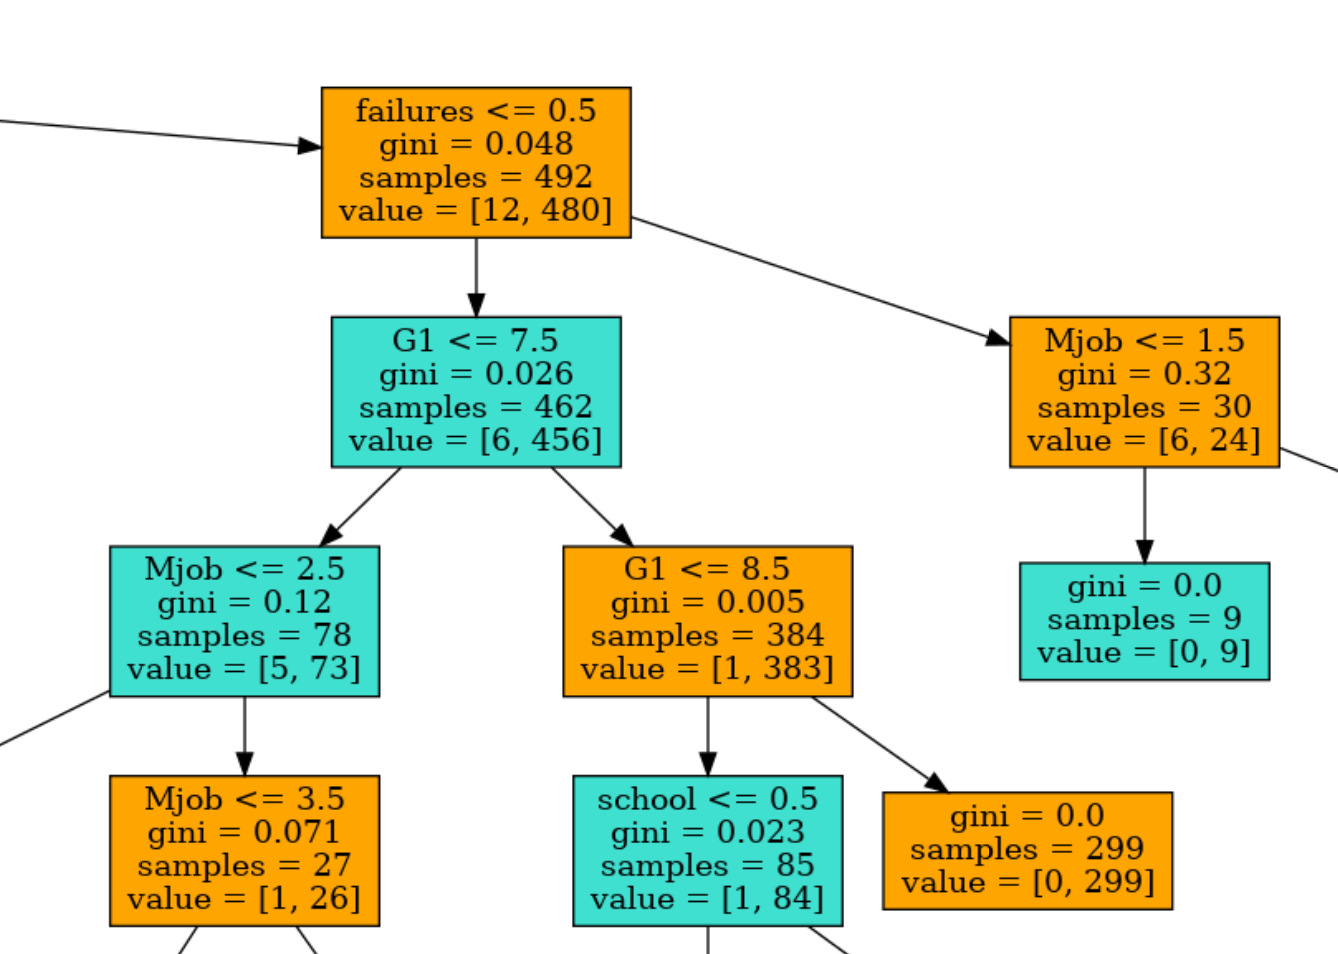 failures <= 0.5
gini = 0.048
samples = 492
value = [12, 480]
G1 <= 7.5
gini = 0.026
samples = 462
value = [6, 456]
Mjob <= 1.5
gini = 0.32
samples = 30
value = [6, 24]
Mjob <= 2.5
gini = 0.12
samples = 78
value = [5, 73]
G1 <= 8.5
gini = 0.005
samples = 384
value = [1, 383]
gini = 0.0
samples = 9
value = [0, 9]
Mjob <= 3.5
gini = 0.071
samples = 27
value = [1, 26]
school <= 0.5
gini = 0.023
samples = 85
value = [1, 84]
gini = 0.0
samples = 299
value = [0, 299]